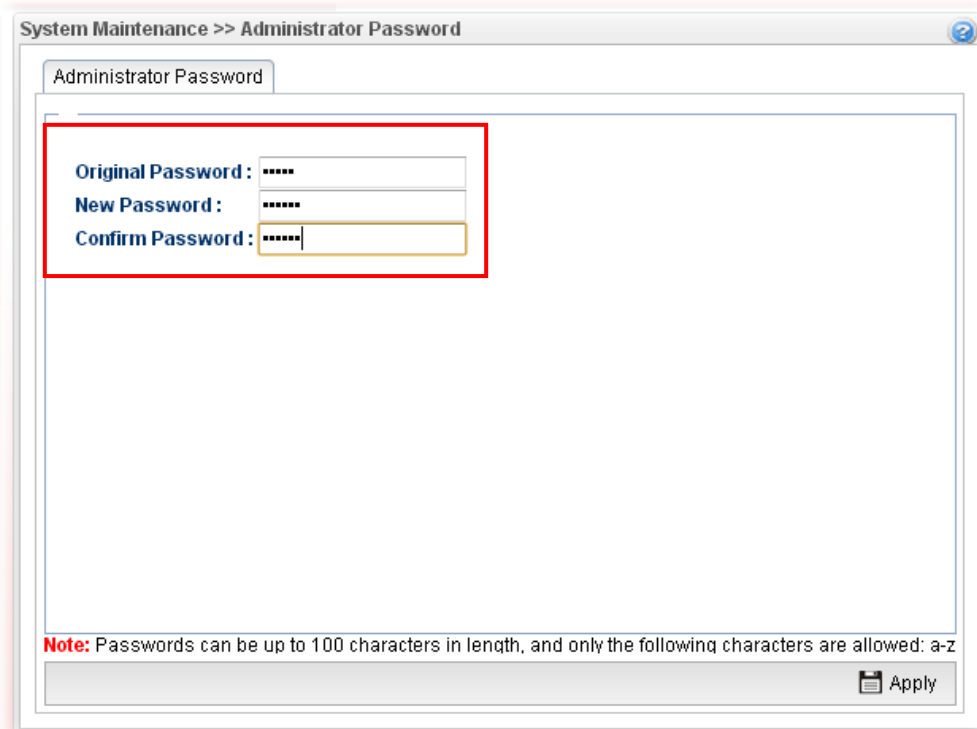 System Maintenance >> Administrator Password
Administrator Password
Original Password : •••••
New Password : ••••••
Confirm Password : ••••••
Note: Passwords can be up to 100 characters in length, and only the following characters are allowed: a-z
Apply